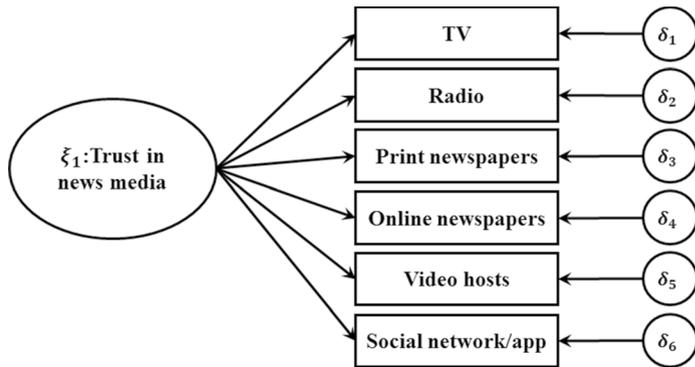 TV
δ₁
Radio
δ₂
ξ₁:Trust in
news media
Print newspapers
δ₃
Online newspapers
δ₄
Video hosts
δ₅
Social network/app
δ₆